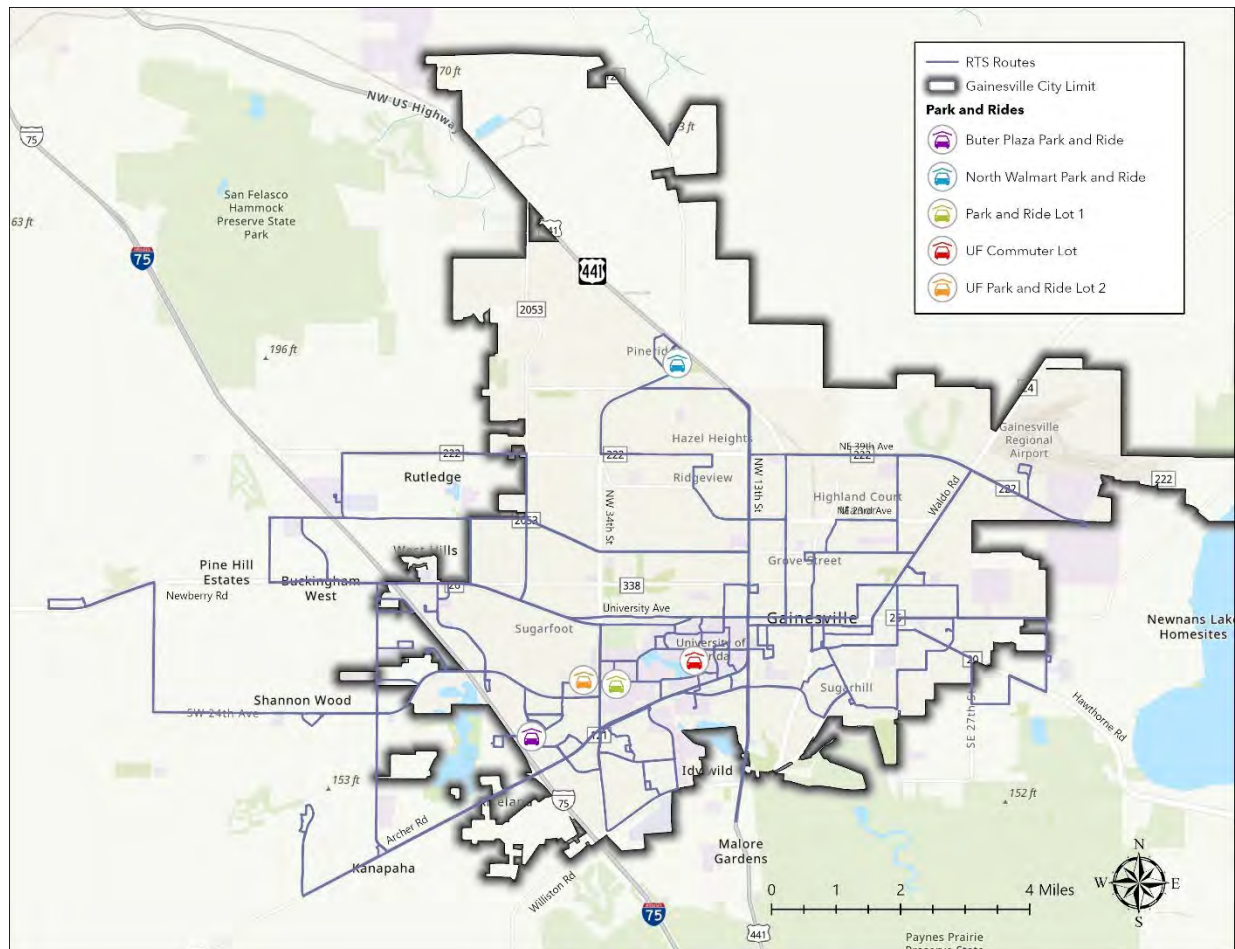 RTS Routes
Gainesville City Limit
Park and Rides
Buter Plaza Park and Ride
North Walmart Park and Ride
Park and Ride Lot 1
UF Commuter Lot
UF Park and Ride Lot 2
70 ft
NW US Highway
75
San Felasco
Hammock
Preserve State
Park
63 ft
75
441
2053
196 ft
Hazel Heights
NE 39th Ave
Gainesville
Regional
Airport
222
222
222
222
222
Rutledge
Ridgeview
NW 13th St
Waldo Rd
Highland Court
NW 34th St
Pine Hill
Estates
Newberry Rd
Buckingham
West
Grove Street
338
University Ave
Gainesville
Sugarfoot
University of
Newnans Lake
Homesites
Shannon Wood
SW 24th Ave
Sugarhill
SE 27th St
Hawthorne Rd
121
153 ft
152 ft
75
Archer Rd
Kanapaha
Malore
Gardens
Williston Rd
N
W
E
S
0
1
2
4 Miles
75
441
Paynes Prairie